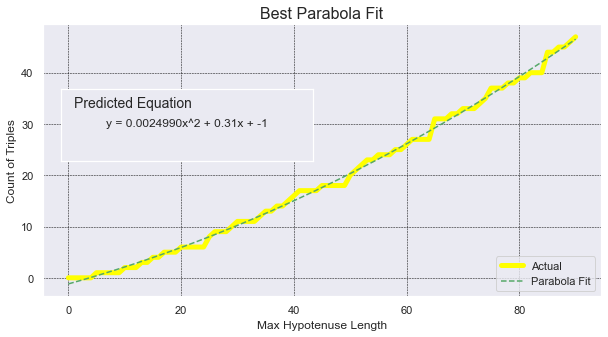 Best Parabola Fit
Count of Triples
40
30
20
10
0
Predicted Equation
y = 0.0024990x^2 + 0.31x + -1
Actual
Parabola Fit
0 20 40 60 80
Max Hypotenuse Length